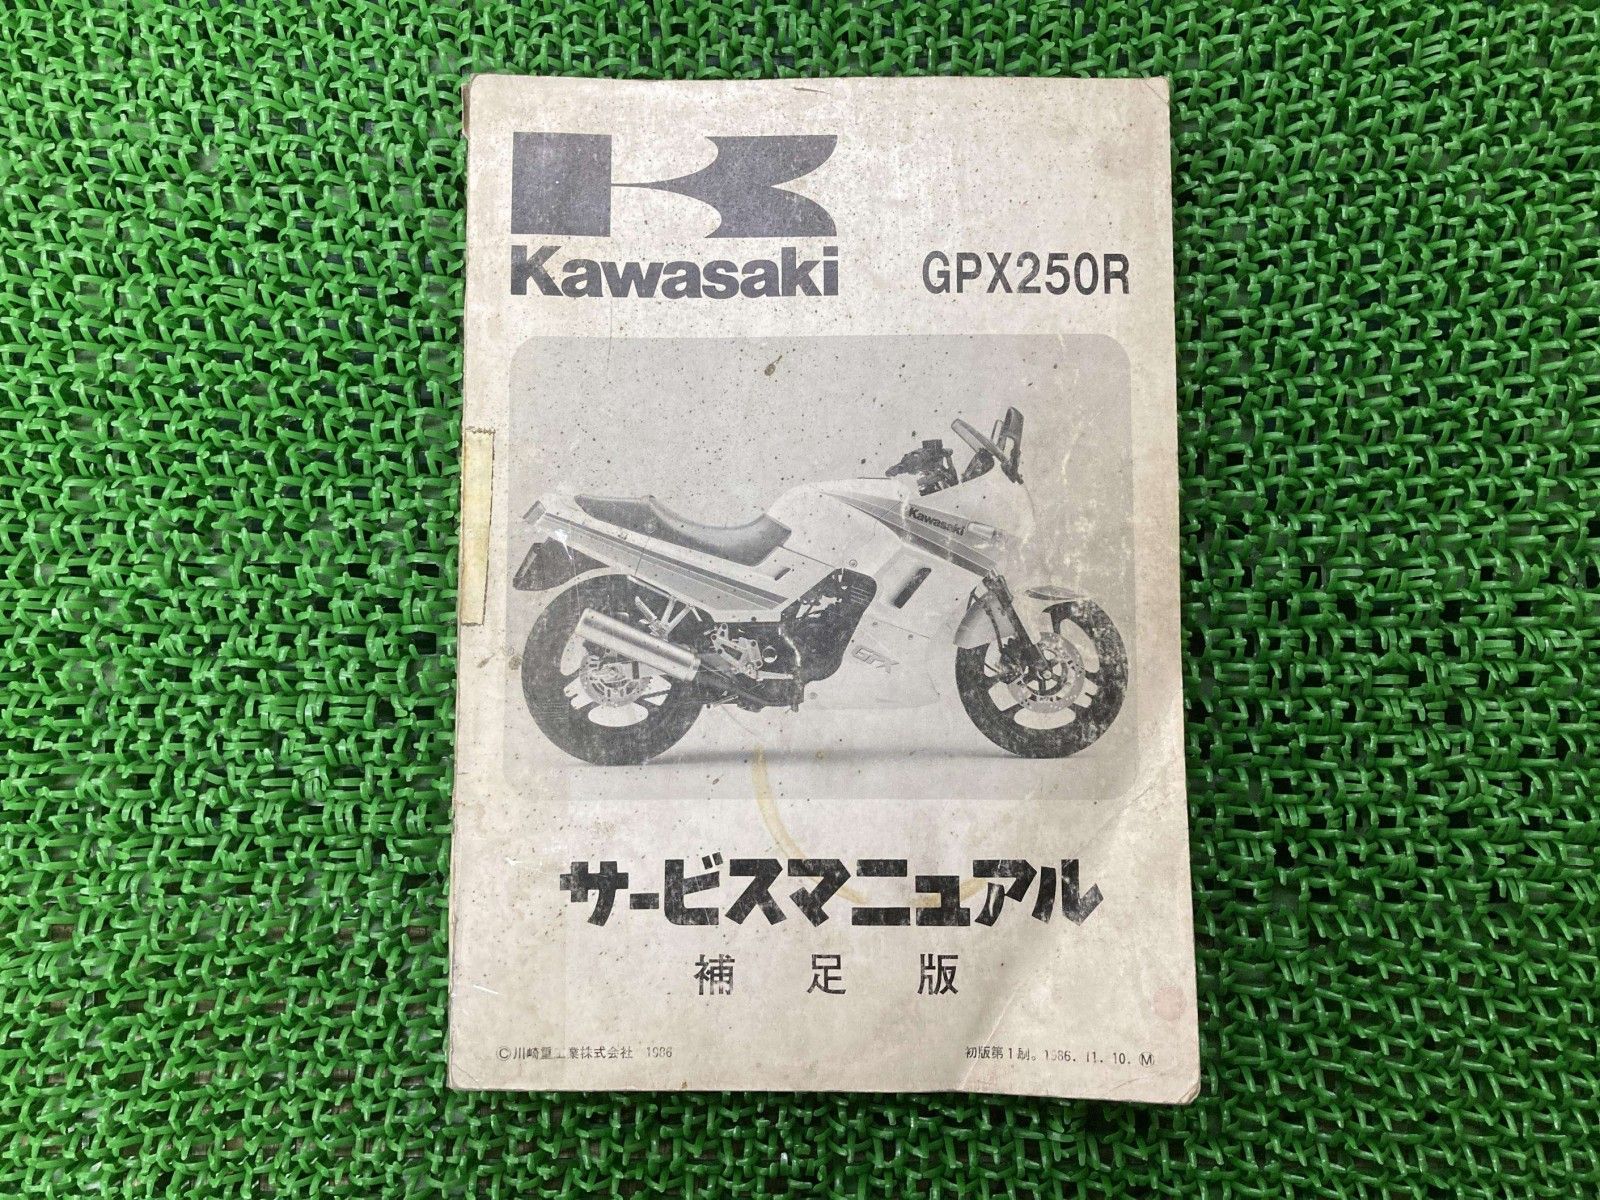 Kawasaki
GPX250R
Kawasaki
GPX
サービスマニュアル
補足版
©川崎重工業株式会社 1986
初版第1刷。1986.11.10.Ⓜ